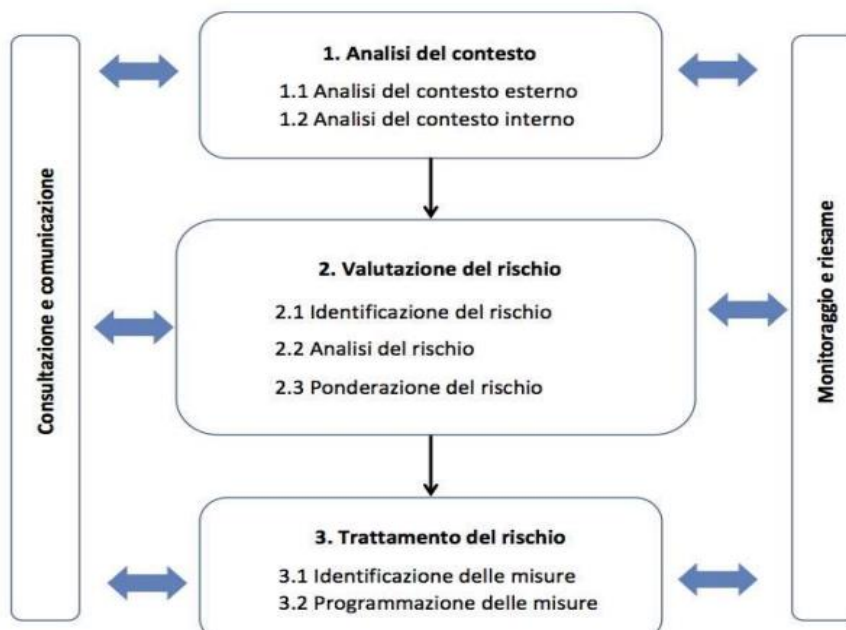 Consultazione e comunicazione
1. Analisi del contesto
1.1 Analisi del contesto esterno
1.2 Analisi del contesto interno
2. Valutazione del rischio
2.1 Identificazione del rischio
2.2 Analisi del rischio
2.3 Ponderazione del rischio
3. Trattamento del rischio
3.1 Identificazione delle misure
3.2 Programmazione delle misure
Monitoraggio e riesame